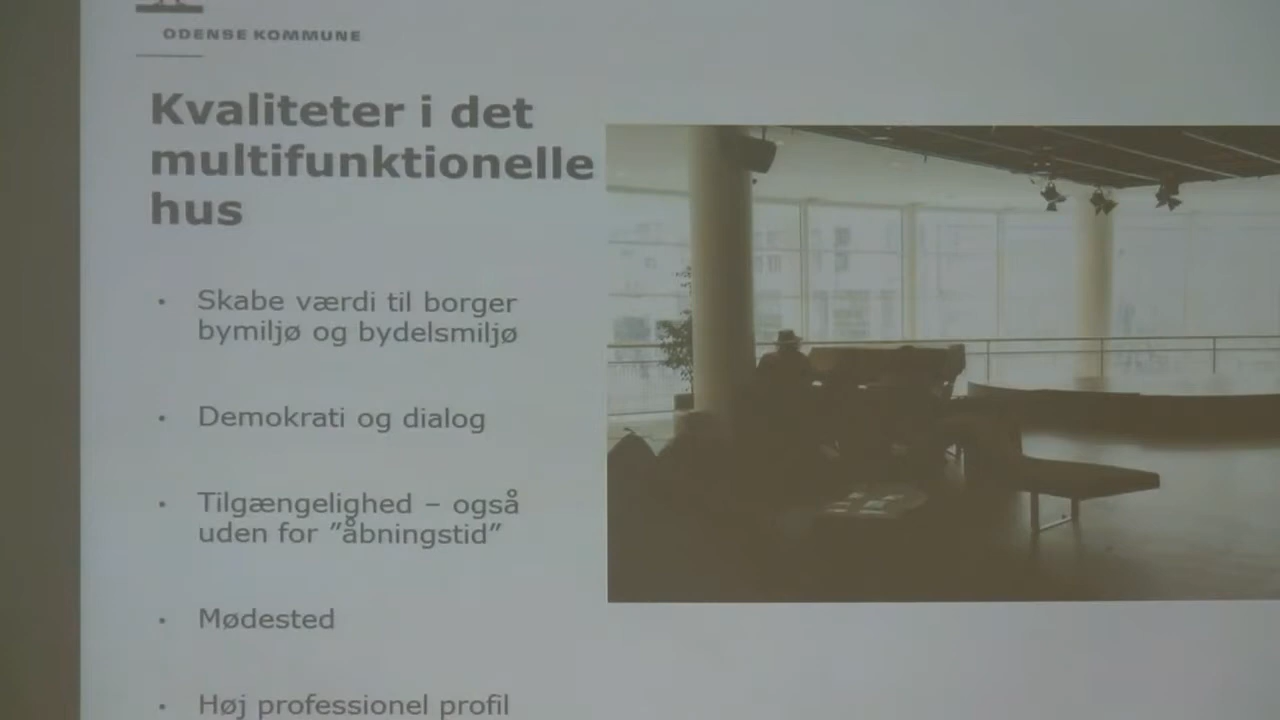 ODENSE KOMMUNE
Kvaliteter i det
multifunktionelle
hus
• Skabe værdi til borger
bymiljø og bydelsmiljø
• Demokrati og dialog
• Tilgængelighed – også
uden for ”åbningstid”
• Mødested
• Høj professionel profil